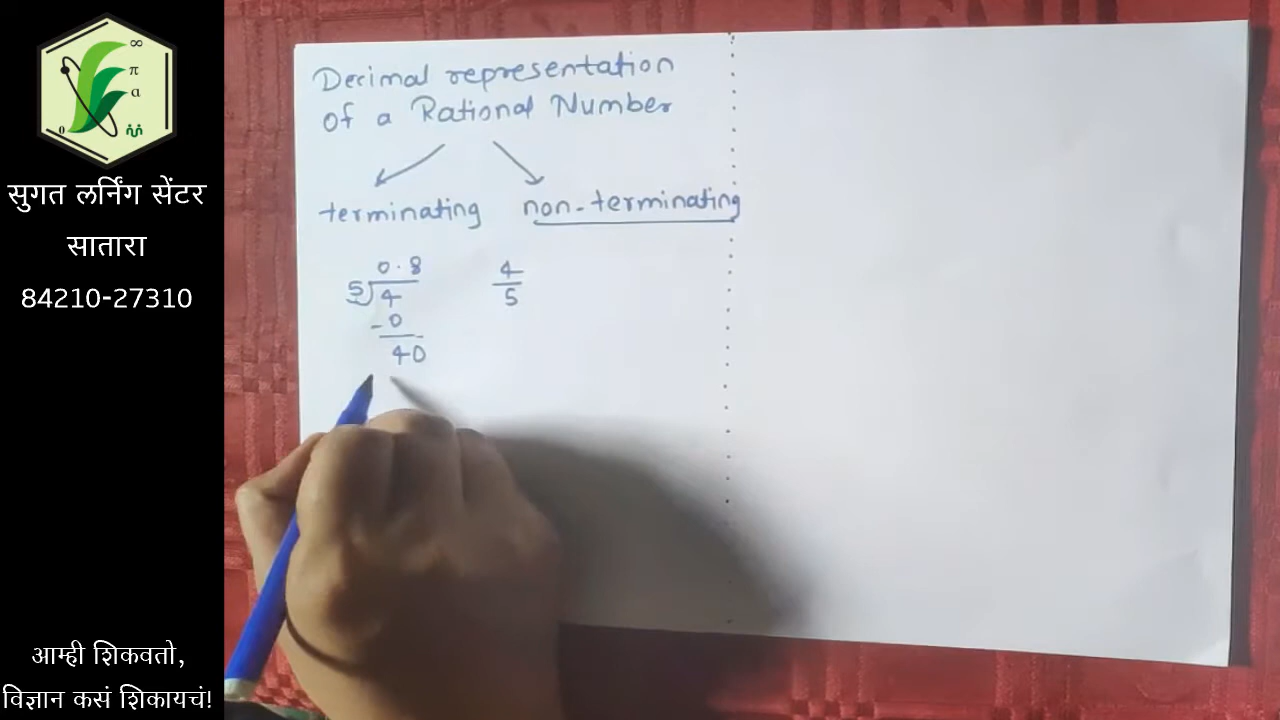 ∞
π
α
0
सुगत लर्निंग सेंटर
सातारा
84210-27310
आम्ही शिकवतो,
विज्ञान कसं शिकायचं!
Decimal representation
of a Rational Number
terminating non-terminating
0.8
5 4
-0
40
4
5